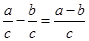 a/c − b/c = (a − b)/c